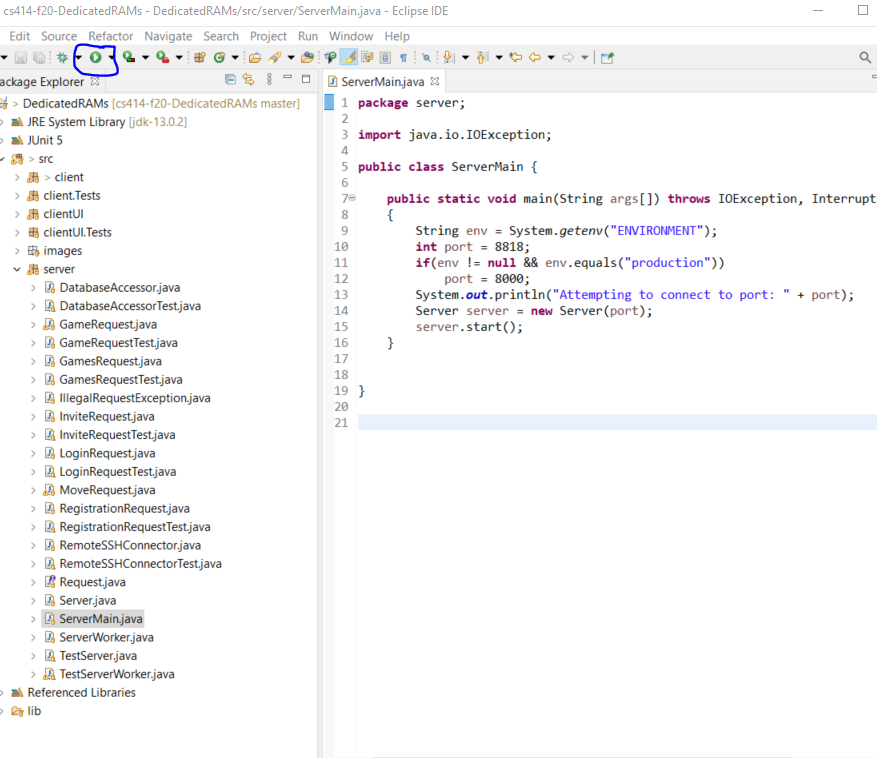 cs414-f20-DedicatedRAMs - DedicatedRAMs/src/server/ServerMain.java - Eclipse IDE
Edit Source Refactor Navigate Search Project Run Window Help
ackage Explorer
> DedicatedRAMs [cs414-f20-DedicatedRAMs master]
JRE System Library [jdk-13.0.2]
JUnit 5
> src
> client
client.Tests
clientUI
clientUI.Tests
images
server
DatabaseAccessor.java
DatabaseAccessorTest.java
GameRequest.java
GameRequestTest.java
GamesRequest.java
GamesRequestTest.java
IllegalRequestException.java
InviteRequest.java
InviteRequestTest.java
LoginRequest.java
LoginRequestTest.java
MoveRequest.java
RegistrationRequest.java
RegistrationRequestTest.java
RemoteSSHConnector.java
RemoteSSHConnectorTest.java
Request.java
Server.java
ServerMain.java
ServerWorker.java
TestServer.java
TestServerWorker.java
Referenced Libraries
lib
ServerMain.java
1 package server;
2
3 import java.io.IOException;
4
5 public class ServerMain {
6
7 public static void main(String args[]) throws IOException, Interrupt
8 {
9 String env = System.getenv("ENVIRONMENT");
10 int port = 8818;
11 if(env != null && env.equals("production"))
12 port = 8000;
13 System.out.println("Attempting to connect to port: " + port);
14 Server server = new Server(port);
15 server.start();
16 }
17
18
19 }
20
21